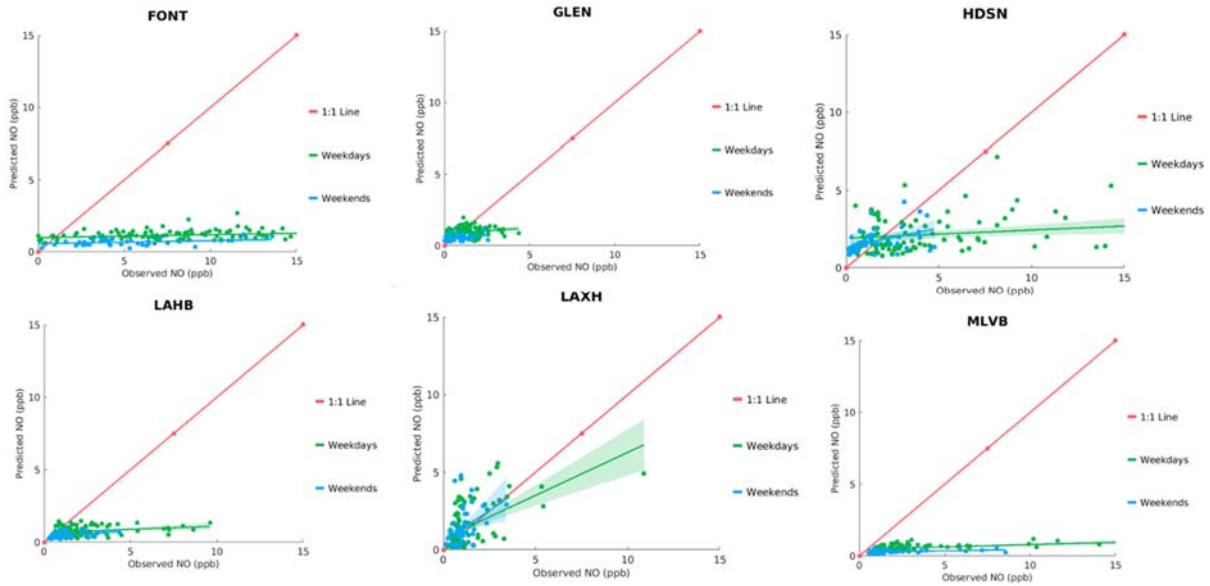 FONT
15
10
5
0
0
5
10
15
Predicted NO (ppb)
Observed NO (ppb)
1:1 Line
Weekdays
Weekends
GLEN
15
10
5
0
0
5
10
15
Predicted NO (ppb)
Observed NO (ppb)
1:1 Line
Weekdays
Weekends
HDSN
15
10
5
0
0
5
10
15
Predicted NO (ppb)
Observed NO (ppb)
1:1 Line
Weekdays
Weekends
LAHB
15
10
5
0
0
5
10
15
Predicted NO (ppb)
Observed NO (ppb)
1:1 Line
Weekdays
Weekends
LAXH
15
10
5
0
0
5
10
15
Predicted NO (ppb)
Observed NO (ppb)
1:1 Line
Weekdays
Weekends
MLVB
15
10
5
0
0
5
10
15
Predicted NO (ppb)
Observed NO (ppb)
1:1 Line
Weekdays
Weekends